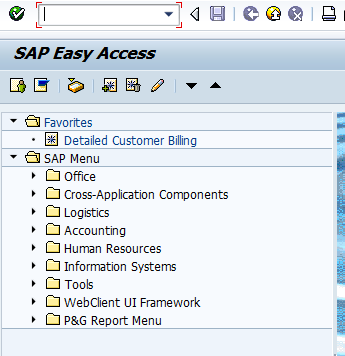 SAP Easy Access
Favorites
Detailed Customer Billing
SAP Menu
Office
Cross-Application Components
Logistics
Accounting
Human Resources
Information Systems
Tools
WebClient UI Framework
P&G Report Menu